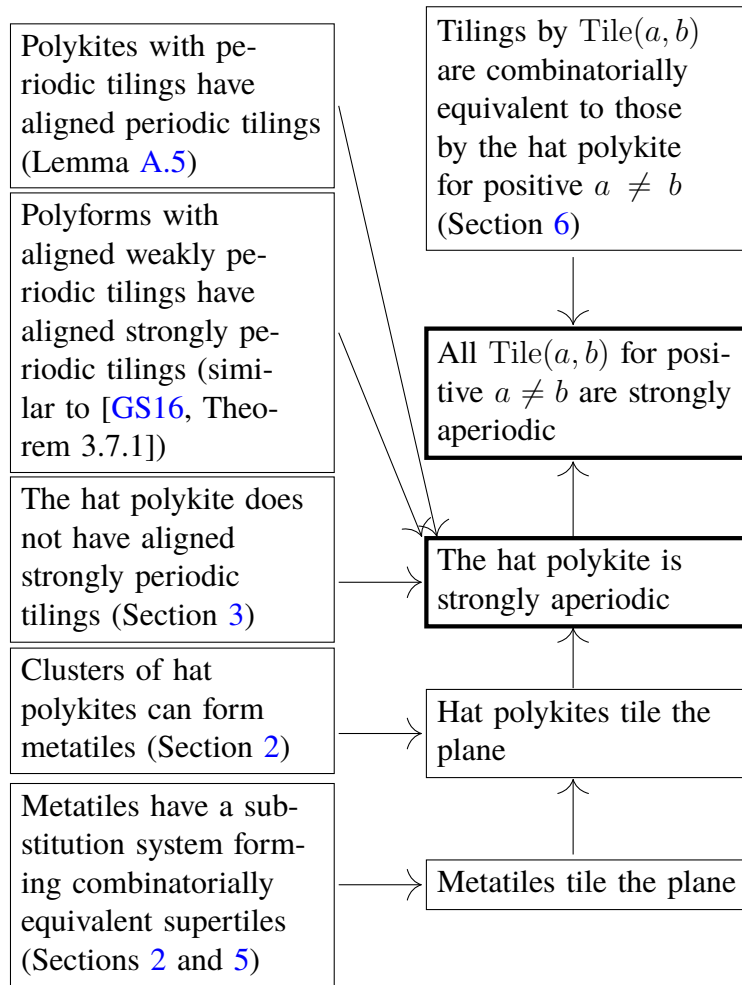 Polykites with pe-
riodic tilings have
aligned periodic tilings
(Lemma A.5)
Polyforms with
aligned weakly pe-
riodic tilings have
aligned strongly pe-
riodic tilings (simi-
lar to [GS16, Theo-
rem 3.7.1])
The hat polykite does
not have aligned
strongly periodic
tilings (Section 3)
Clusters of hat
polykites can form
metatiles (Section 2)
Metatiles have a sub-
stitution system form-
ing combinatorially
equivalent supertiles
(Sections 2 and 5)
Tilings by Tile(a, b)
are combinatorially
equivalent to those
by the hat polykite
for positive a ≠ b
(Section 6)
All Tile(a, b) for posi-
tive a ≠ b are strongly
aperiodic
The hat polykite is
strongly aperiodic
Hat polykites tile the
plane
Metatiles tile the plane